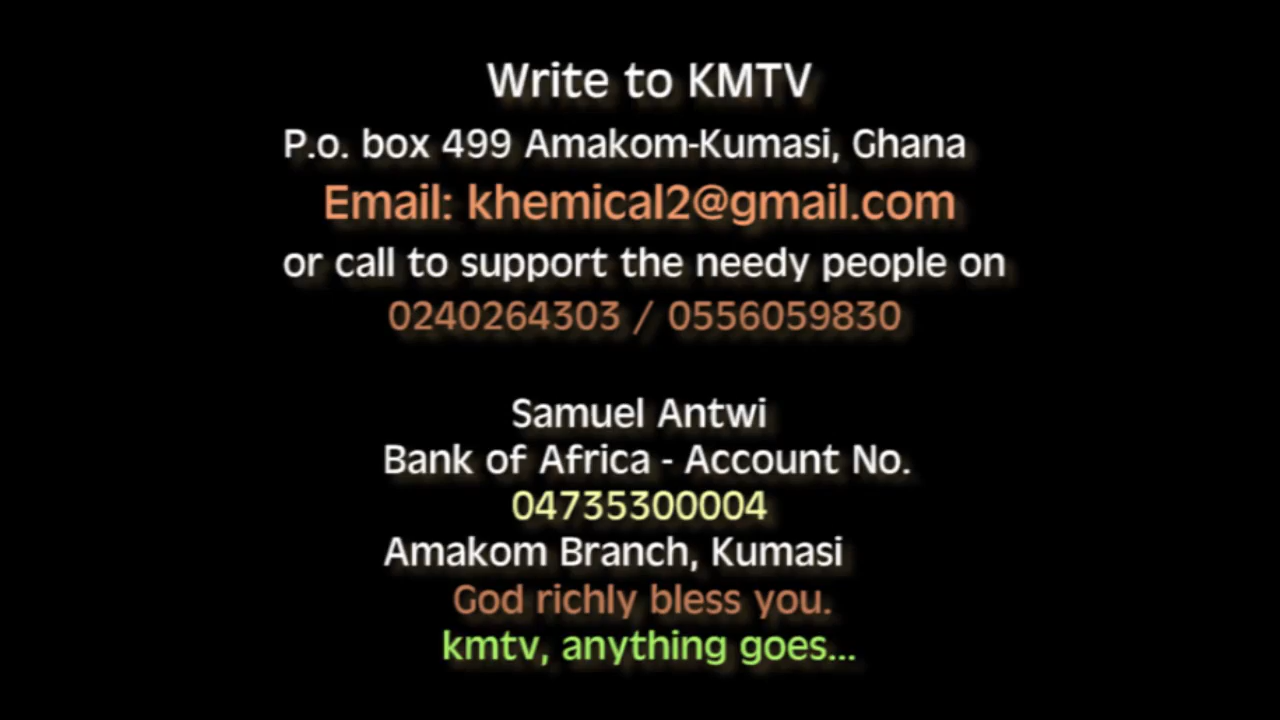 Write to KMTV
P.o. box 499 Amakom-Kumasi, Ghana
Email: khemical2@gmail.com
or call to support the needy people on
0240264303 / 0556059830
Samuel Antwi
Bank of Africa - Account No.
04735300004
Amakom Branch, Kumasi
God richly bless you.
kmtv, anything goes...